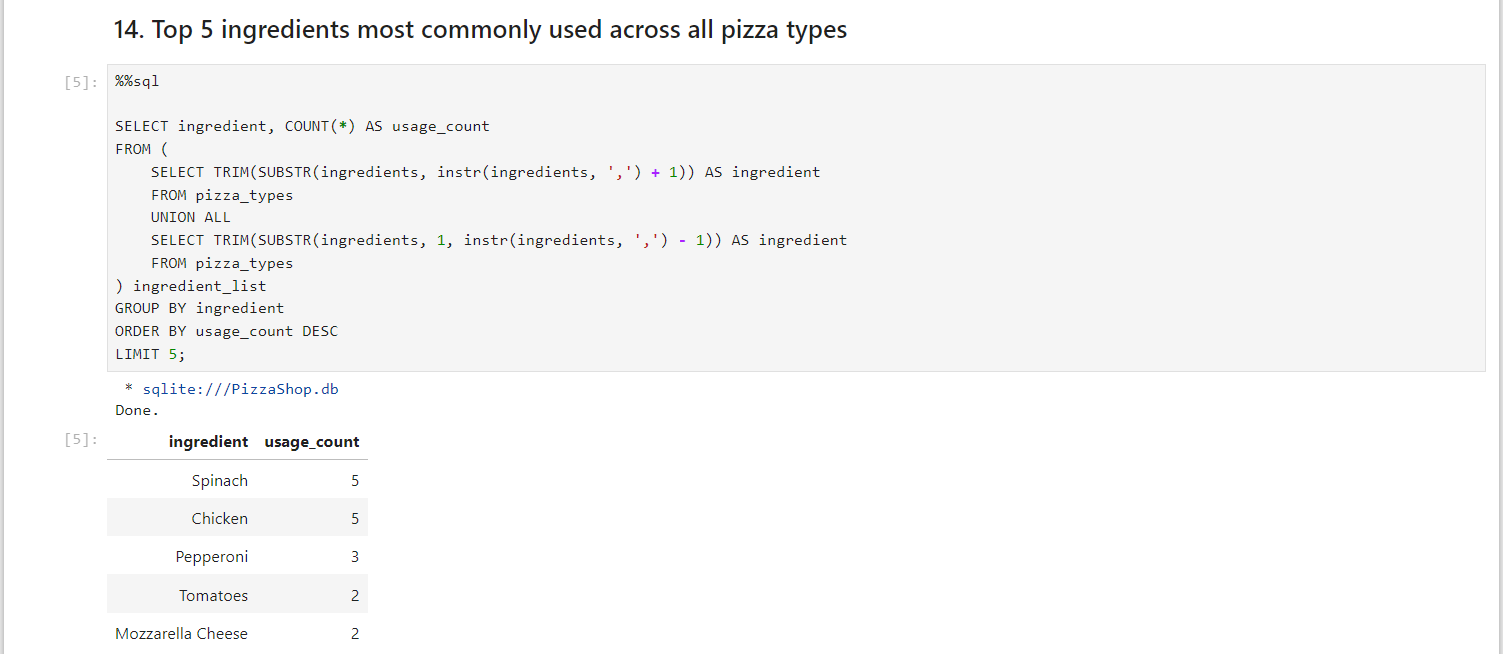 14. Top 5 ingredients most commonly used across all pizza types
[5]:
%%sql
SELECT ingredient, COUNT(*) AS usage_count
FROM (
    SELECT TRIM(SUBSTR(ingredients, instr(ingredients, ',') + 1)) AS ingredient
    FROM pizza_types
    UNION ALL
    SELECT TRIM(SUBSTR(ingredients, 1, instr(ingredients, ',') - 1)) AS ingredient
    FROM pizza_types
) ingredient_list
GROUP BY ingredient
ORDER BY usage_count DESC
LIMIT 5;
* sqlite:///PizzaShop.db
Done.
[5]:
ingredient usage_count
Spinach 5
Chicken 5
Pepperoni 3
Tomatoes 2
Mozzarella Cheese 2